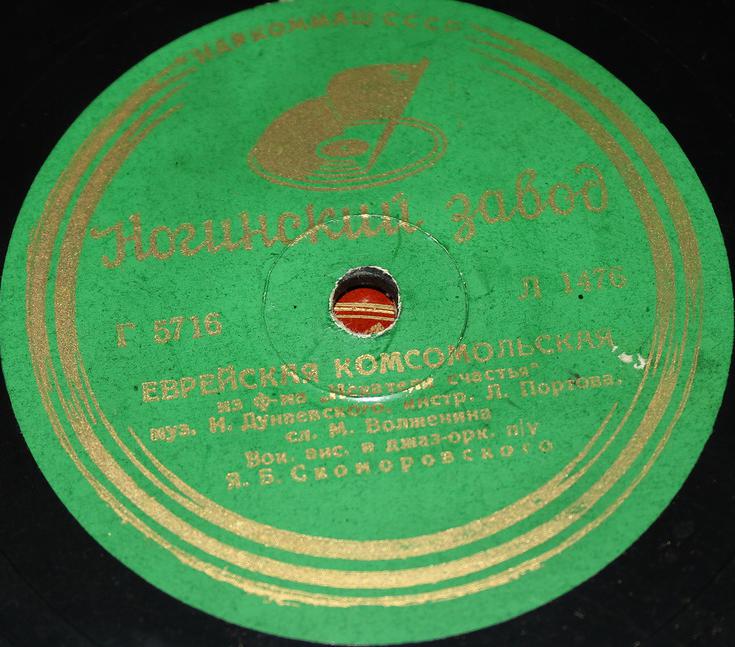 НДЯКОММАШ СССР
Ногинский завод
Г 5716
Л 1476
ЕВРЕЙСКАЯ КОМСОМОЛЬСКАЯ
из ф-ма „Искатели счастья"
муз. И. Дунаевского, инстр. Л. Портова,
сл. М. Волженина
Вок. анс. и джаз-орк. п/у
Я. Б. Скоморовского